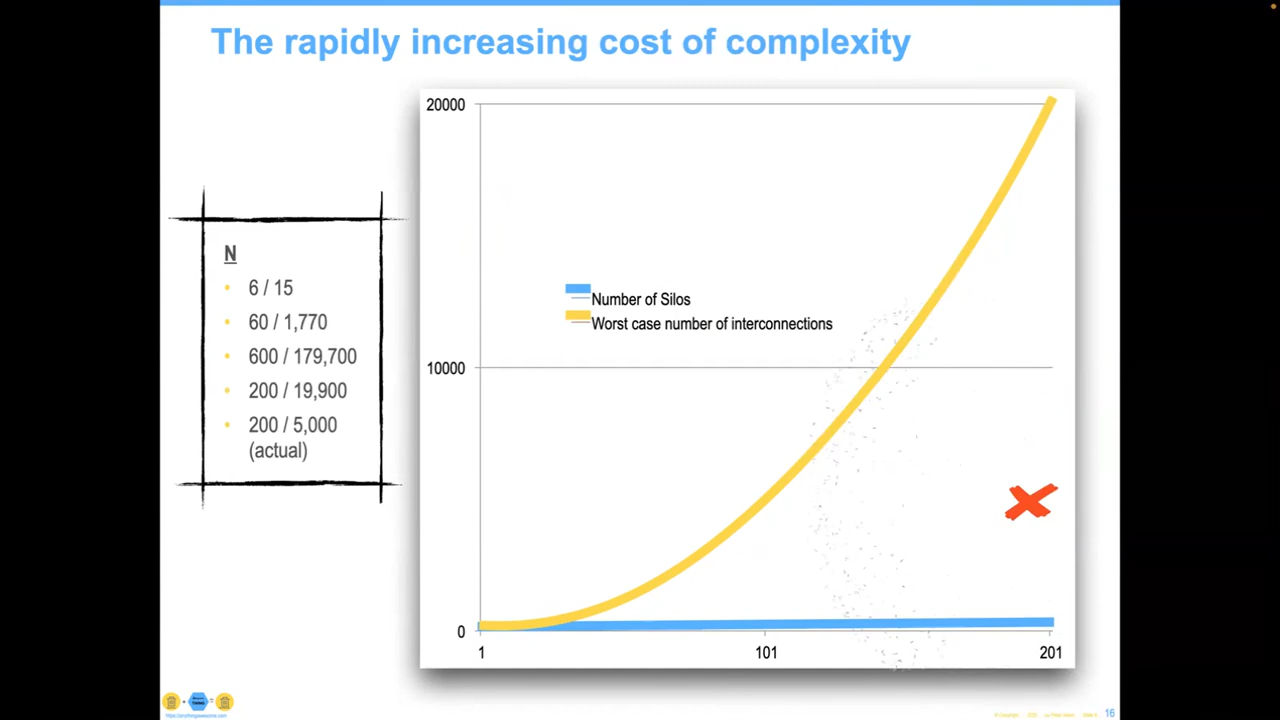 The rapidly increasing cost of complexity
N
• 6 / 15
• 60 / 1,770
• 600 / 179,700
• 200 / 19,900
• 200 / 5,000
(actual)
20000
10000
0
Number of Silos
Worst case number of interconnections
1
101
201
16